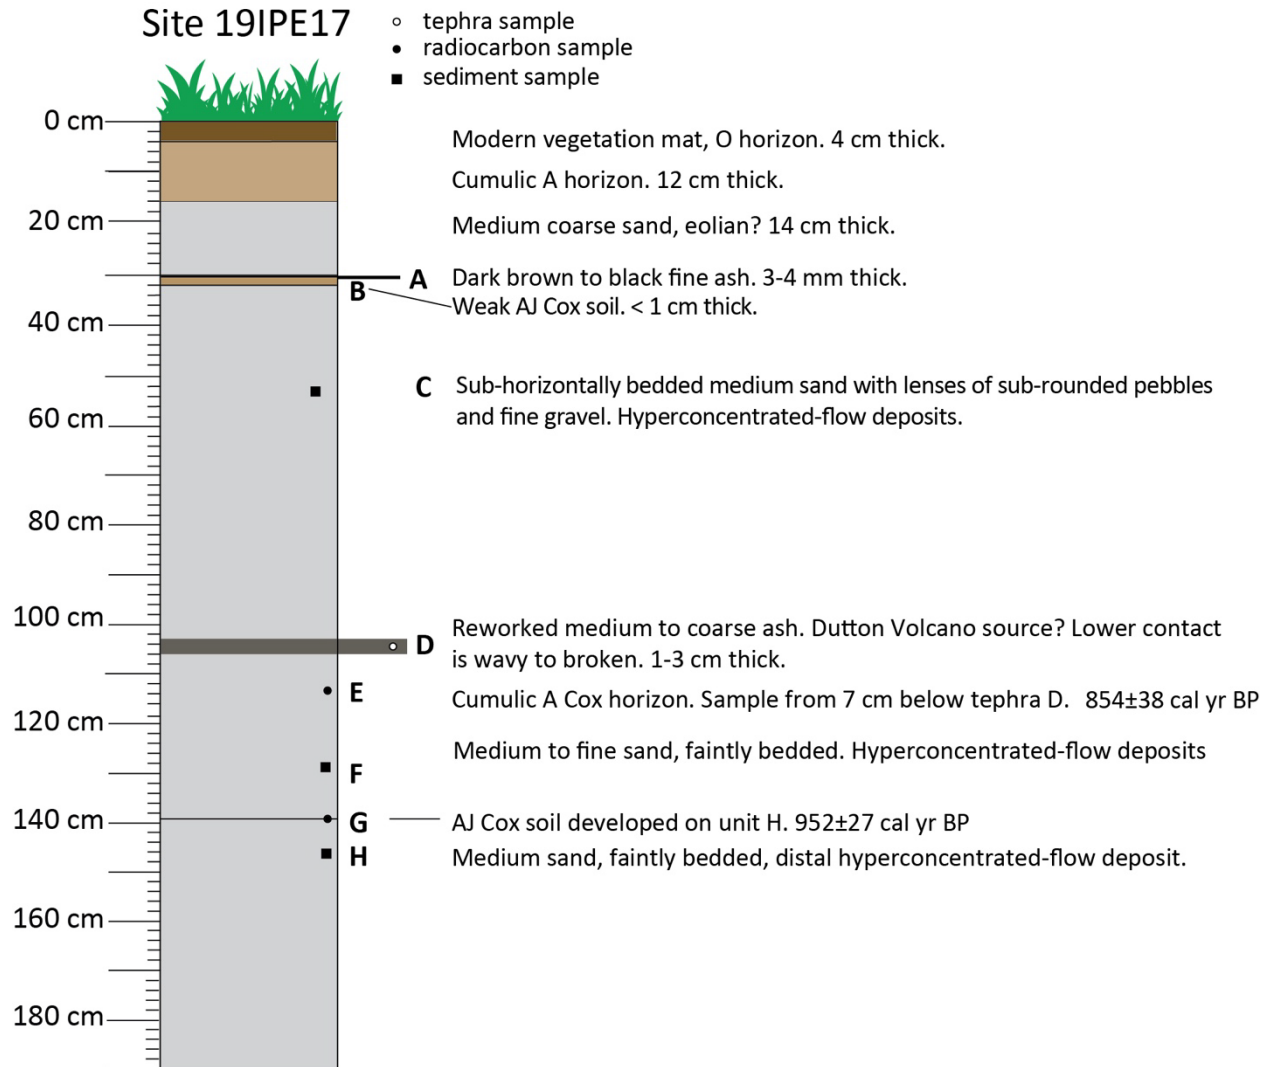 Site 19IPE17
tephra sample
radiocarbon sample
sediment sample
0 cm
Modern vegetation mat, O horizon. 4 cm thick.
Cumulic A horizon. 12 cm thick.
20 cm
Medium coarse sand, eolian? 14 cm thick.
A Dark brown to black fine ash. 3-4 mm thick.
B Weak AJ Cox soil. < 1 cm thick.
40 cm
C Sub-horizontally bedded medium sand with lenses of sub-rounded pebbles
and fine gravel. Hyperconcentrated-flow deposits.
60 cm
80 cm
100 cm
D Reworked medium to coarse ash. Dutton Volcano source? Lower contact
is wavy to broken. 1-3 cm thick.
E Cumulic A Cox horizon. Sample from 7 cm below tephra D. 854±38 cal yr BP
120 cm
F Medium to fine sand, faintly bedded. Hyperconcentrated-flow deposits
140 cm
G AJ Cox soil developed on unit H. 952±27 cal yr BP
H Medium sand, faintly bedded, distal hyperconcentrated-flow deposit.
160 cm
180 cm